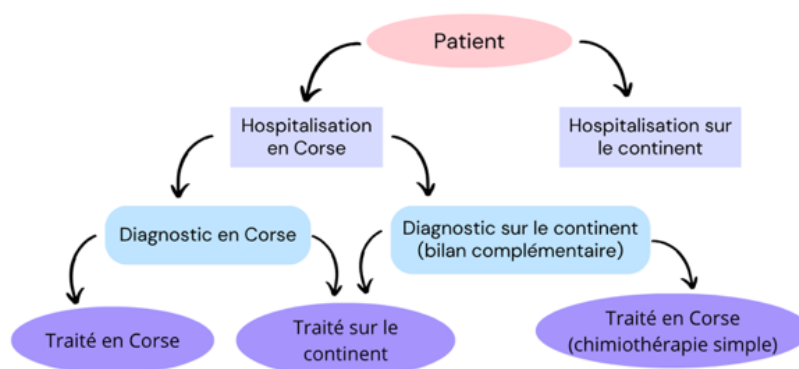 Patient
Hospitalisation
en Corse
Hospitalisation sur
le continent
Diagnostic en Corse
Diagnostic sur le continent
(bilan complémentaire)
Traité en Corse
Traité sur le
continent
Traité en Corse
(chimiothérapie simple)